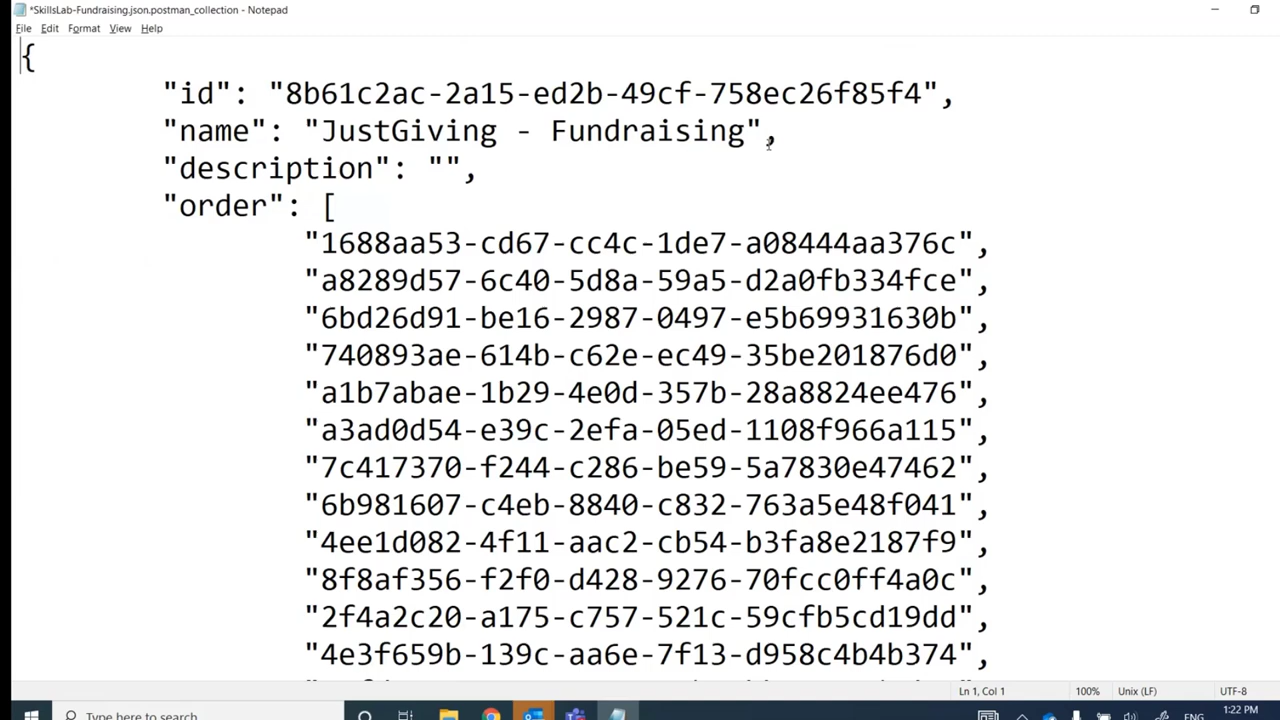 *SkillsLab-Fundraising.json.postman_collection - Notepad
File Edit Format View Help
{
"id": "8b61c2ac-2a15-ed2b-49cf-758ec26f85f4",
"name": "JustGiving - Fundraising",
"description": "",
"order": [
"1688aa53-cd67-cc4c-1de7-a08444aa376c",
"a8289d57-6c40-5d8a-59a5-d2a0fb334fce",
"6bd26d91-be16-2987-0497-e5b69931630b",
"740893ae-614b-c62e-ec49-35be201876d0",
"a1b7abae-1b29-4e0d-357b-28a8824ee476",
"a3ad0d54-e39c-2efa-05ed-1108f966a115",
"7c417370-f244-c286-be59-5a7830e47462",
"6b981607-c4eb-8840-c832-763a5e48f041",
"4ee1d082-4f11-aac2-cb54-b3fa8e2187f9",
"8f8af356-f2f0-d428-9276-70fcc0ff4a0c",
"2f4a2c20-a175-c757-521c-59cfb5cd19dd",
"4e3f659b-139c-aa6e-7f13-d958c4b4b374",
Ln 1, Col 1 100% Unix (LF) UTF-8
Type here to search ENG 1:22 PM